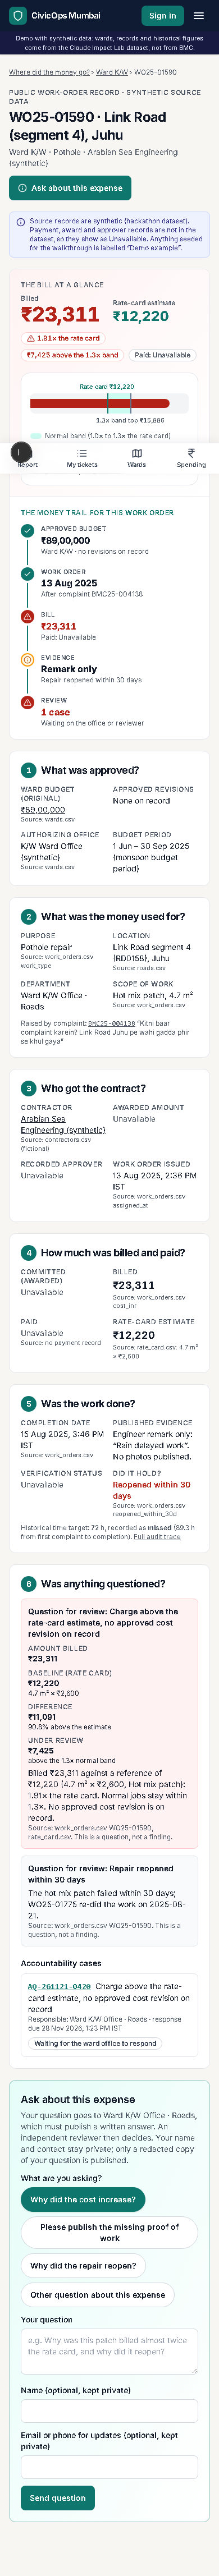 CivicOps Mumbai
Sign in
Demo with synthetic data: wards, records and historical figures
come from the Claude Impact Lab dataset, not from BMC.
Where did the money go? › Ward K/W › WO25-01590
PUBLIC WORK-ORDER RECORD · SYNTHETIC SOURCE
DATA
WO25-01590 · Link Road
(segment 4), Juhu
Ward K/W · Pothole · Arabian Sea Engineering
(synthetic)
Ask about this expense
Source records are synthetic (hackathon dataset).
Payment, award and approver records are not in the
dataset, so they show as Unavailable. Anything seeded
for the walkthrough is labelled "Demo example".
THE BILL AT A GLANCE
Billed
₹23,311
Rate-card estimate
₹12,220
1.91× the rate card
₹7,425 above the 1.3× band
Paid: Unavailable
Rate card ₹12,220
1.3× band top ₹15,886
Normal band (1.0× to 1.3× the rate card)
Report
My tickets
Wards
Spending
THE MONEY TRAIL FOR THIS WORK ORDER
APPROVED BUDGET
₹89,00,000
Ward K/W · no revisions on record
WORK ORDER
13 Aug 2025
After complaint BMC25-004138
BILL
₹23,311
Paid: Unavailable
EVIDENCE
Remark only
Repair reopened within 30 days
REVIEW
1 case
Waiting on the office or reviewer
1 What was approved?
WARD BUDGET
(ORIGINAL)
₹89,00,000
Source: wards.csv
APPROVED REVISIONS
None on record
AUTHORIZING OFFICE
K/W Ward Office
(synthetic)
Source: wards.csv
BUDGET PERIOD
1 Jun – 30 Sep 2025
(monsoon budget
period)
2 What was the money used for?
PURPOSE
Pothole repair
Source: work_orders.csv
work_type
LOCATION
Link Road segment 4
(RD0158), Juhu
Source: roads.csv
DEPARTMENT
Ward K/W Office ·
Roads
SCOPE OF WORK
Hot mix patch, 4.7 m²
Source: work_orders.csv
Raised by complaint: BMC25-004138 "Kitni baar
complaint karein? Link Road Juhu pe wahi gadda phir
se khul gaya"
3 Who got the contract?
CONTRACTOR
Arabian Sea
Engineering (synthetic)
Source: contractors.csv
(fictional)
AWARDED AMOUNT
Unavailable
RECORDED APPROVER
Unavailable
WORK ORDER ISSUED
13 Aug 2025, 2:36 PM
IST
Source: work_orders.csv
assigned_at
4 How much was billed and paid?
COMMITTED
(AWARDED)
Unavailable
BILLED
₹23,311
Source: work_orders.csv
cost_inr
PAID
Unavailable
Source: no payment record
RATE-CARD ESTIMATE
₹12,220
Source: rate_card.csv: 4.7 m²
× ₹2,600
5 Was the work done?
COMPLETION DATE
15 Aug 2025, 3:46 PM
IST
Source: work_orders.csv
PUBLISHED EVIDENCE
Engineer remark only:
"Rain delayed work".
No photos published.
VERIFICATION STATUS
Unavailable
DID IT HOLD?
Reopened within 30
days
Source: work_orders.csv
reopened_within_30d
Historical time target: 72 h, recorded as missed (89.3 h
from first complaint to completion). Full audit trace
6 Was anything questioned?
Question for review: Charge above the
rate-card estimate, no approved cost
revision on record
AMOUNT BILLED
₹23,311
BASELINE (RATE CARD)
₹12,220
4.7 m² × ₹2,600
DIFFERENCE
₹11,091
90.8% above the estimate
UNDER REVIEW
₹7,425
above the 1.3× normal band
Billed ₹23,311 against a reference of
₹12,220 (4.7 m² × ₹2,600, Hot mix patch):
1.91× the rate card. Normal jobs stay within
1.3×. No approved cost revision is on
record.
Source: work_orders.csv WO25-01590,
rate_card.csv. This is a question, not a finding.
Question for review: Repair reopened
within 30 days
The hot mix patch failed within 30 days;
WO25-01775 re-did the work on 2025-08-
21.
Source: work_orders.csv WO25-01590. This is a
question, not a finding.
Accountability cases
AQ-261121-0420 Charge above the rate-
card estimate, no approved cost revision on
record
Responsible: Ward K/W Office · Roads · response
due 28 Nov 2026, 1:23 PM IST
Waiting for the ward office to respond
Ask about this expense
Your question goes to Ward K/W Office · Roads,
which must publish a written answer. An
independent reviewer then decides. Your name
and contact stay private; only a redacted copy
of your question is published.
What are you asking?
Why did the cost increase?
Please publish the missing proof of
work
Why did the repair reopen?
Other question about this expense
Your question
e.g. Why was this patch billed almost twice
the rate card, and why did it reopen?
Name (optional, kept private)
Email or phone for updates (optional, kept
private)
Send question